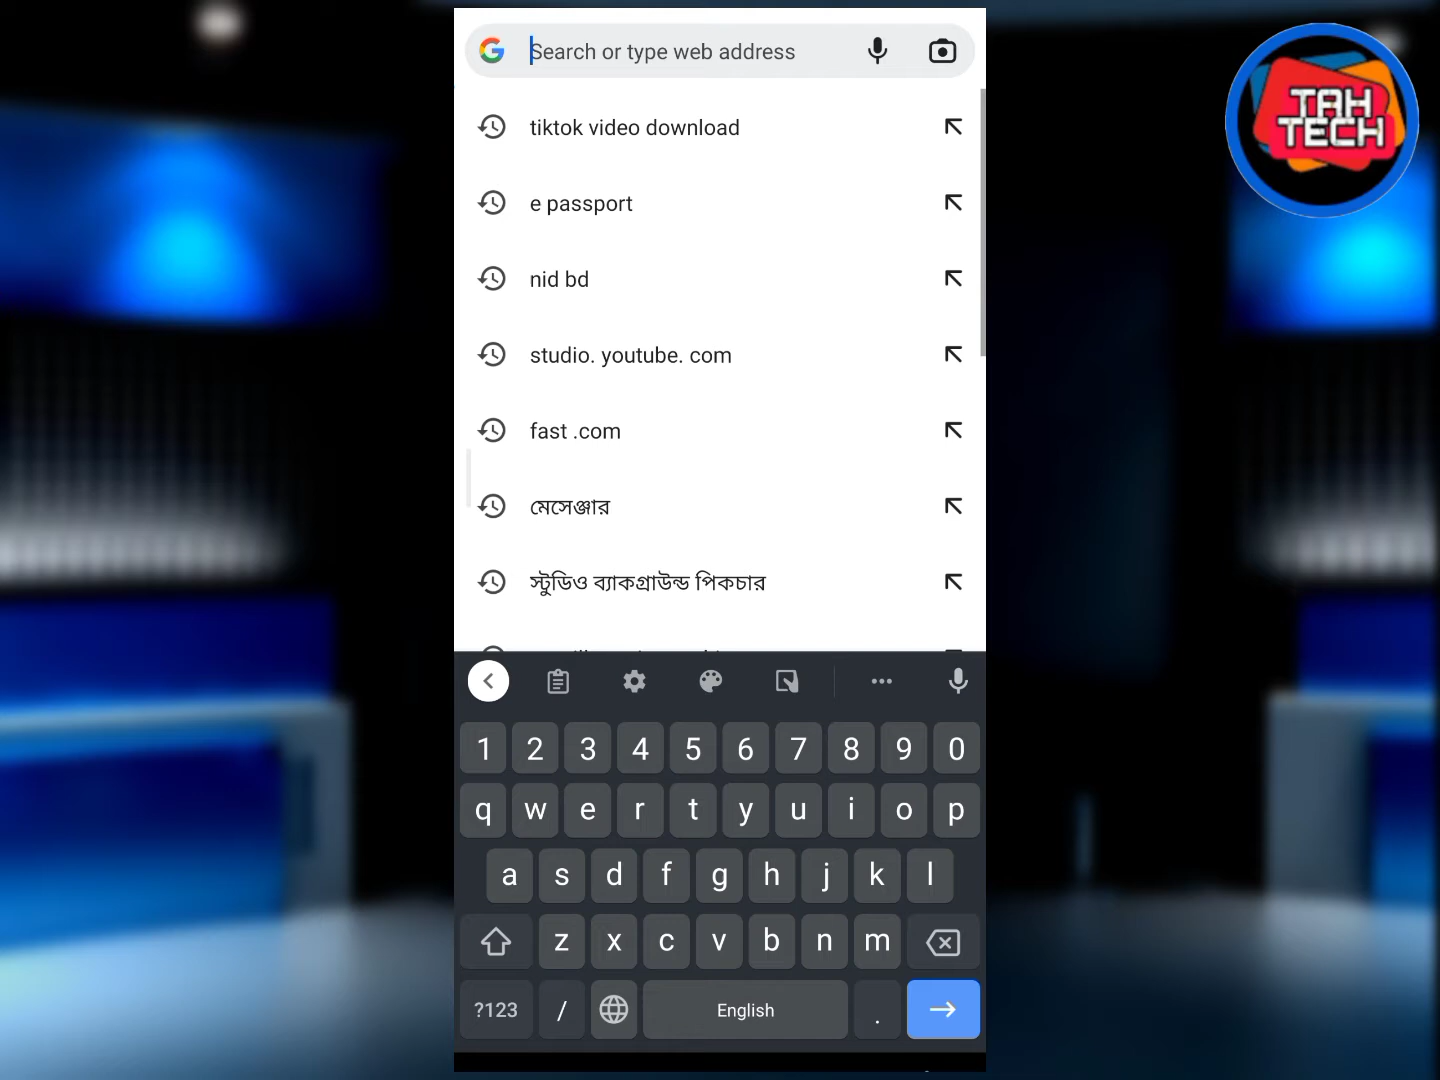 Search or type web address
TAH
TECH
tiktok video download
e passport
nid bd
studio. youtube. com
fast .com
মেসেঞ্জার
স্টুডিও ব্যাকগ্রাউন্ড পিকচার
1 2 3 4 5 6 7 8 9 0
q w e r t y u i o p
a s d f g h j k l
z x c v b n m
?123 / English .